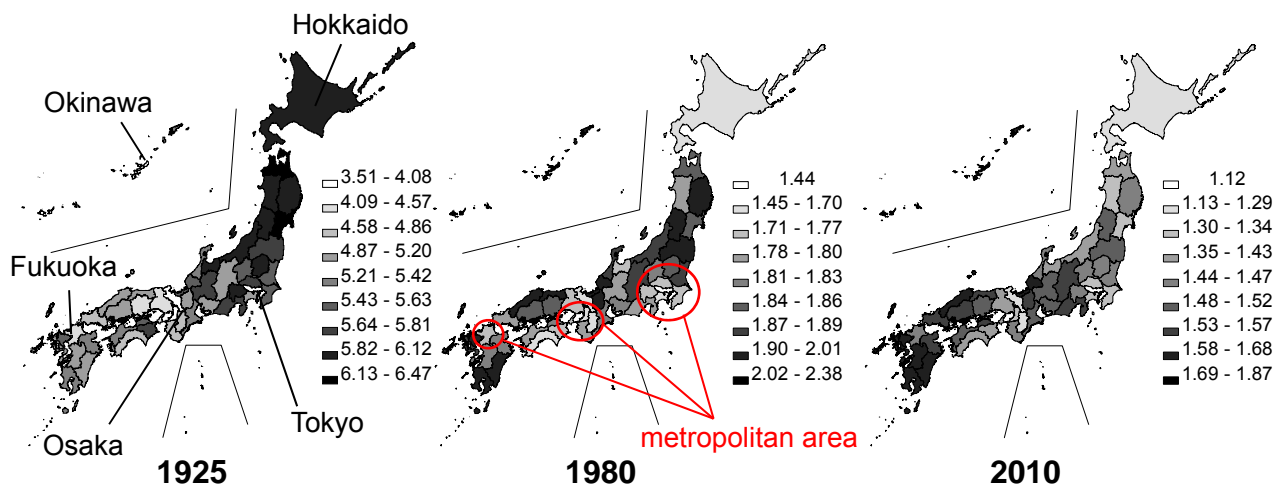 Hokkaido
Okinawa
Fukuoka
Osaka
Tokyo
3.51 - 4.08
4.09 - 4.57
4.58 - 4.86
4.87 - 5.20
5.21 - 5.42
5.43 - 5.63
5.64 - 5.81
5.82 - 6.12
6.13 - 6.47
1925
1.44
1.45 - 1.70
1.71 - 1.77
1.78 - 1.80
1.81 - 1.83
1.84 - 1.86
1.87 - 1.89
1.90 - 2.01
2.02 - 2.38
metropolitan area
1980
1.12
1.13 - 1.29
1.30 - 1.34
1.35 - 1.43
1.44 - 1.47
1.48 - 1.52
1.53 - 1.57
1.58 - 1.68
1.69 - 1.87
2010